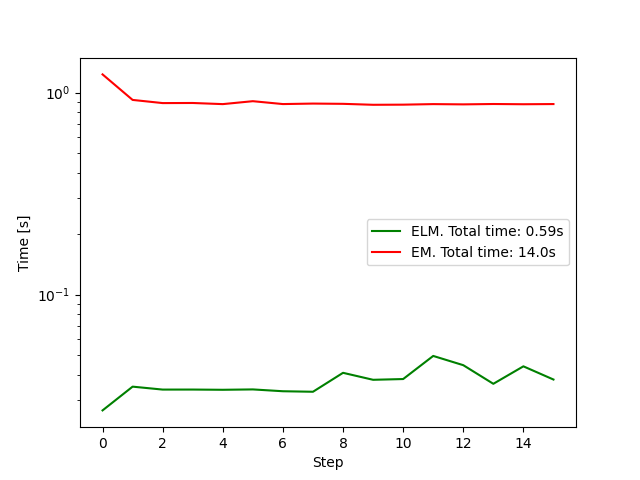 10⁰
10⁻¹
Time [s]
ELM. Total time: 0.59s
EM. Total time: 14.0s
0 2 4 6 8 10 12 14
Step